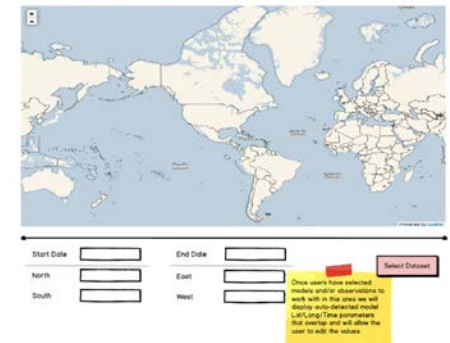 Start Date
End Date
Select Dataset
North
East
South
West
Once users have selected
models and/or observations to
work with in this area we will
display auto-detected model
Lat/Long/Time parameters
that overlap and will allow the
user to edit the values